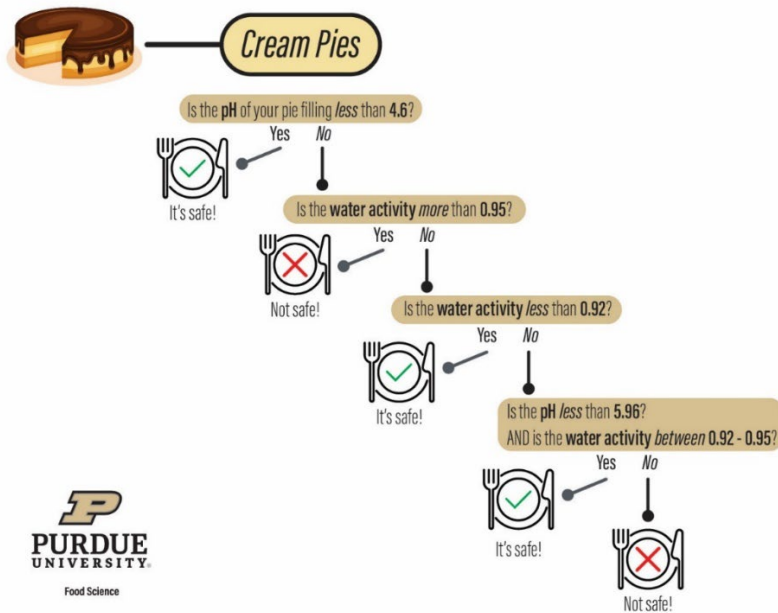 Cream Pies
Is the pH of your pie filling less than 4.6?
Yes No
It's safe!
Is the water activity more than 0.95?
Yes No
Not safe!
Is the water activity less than 0.92?
Yes No
It's safe!
Is the pH less than 5.96?
AND is the water activity between 0.92 - 0.95?
Yes No
It's safe!
Not safe!
P
PURDUE
UNIVERSITY®
Food Science